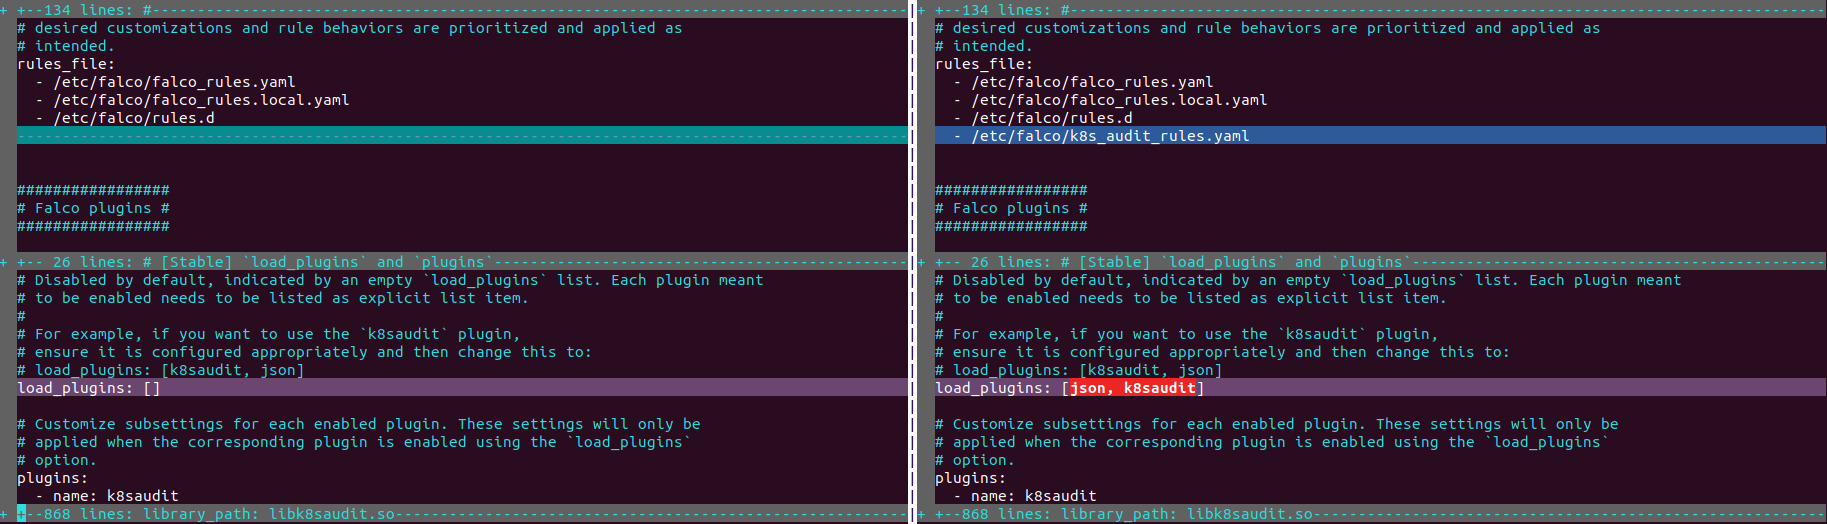 + +--134 lines: #---------------------------------------------------------------------------------------
# desired customizations and rule behaviors are prioritized and applied as
# intended.
rules_file:
  - /etc/falco/falco_rules.yaml
  - /etc/falco/falco_rules.local.yaml
  - /etc/falco/rules.d
---------------------------------------------------------------------------------------------------
#################
# Falco plugins #
#################
+ +-- 26 lines: # [Stable] `load_plugins` and `plugins`----------------------------------------------
# Disabled by default, indicated by an empty `load_plugins` list. Each plugin meant
# to be enabled needs to be listed as explicit list item.
#
# For example, if you want to use the `k8saudit` plugin,
# ensure it is configured appropriately and then change this to:
# load_plugins: [k8saudit, json]
load_plugins: []
# Customize subsettings for each enabled plugin. These settings will only be
# applied when the corresponding plugin is enabled using the `load_plugins`
# option.
plugins:
  - name: k8saudit
+ +--868 lines: library_path: libk8saudit.so---------------------------------------------------------
+ +--134 lines: #------------------------------------------------------------------------------------
# desired customizations and rule behaviors are prioritized and applied as
# intended.
rules_file:
  - /etc/falco/falco_rules.yaml
  - /etc/falco/falco_rules.local.yaml
  - /etc/falco/rules.d
  - /etc/falco/k8s_audit_rules.yaml
#################
# Falco plugins #
#################
+ +-- 26 lines: # [Stable] `load_plugins` and `plugins`----------------------------------------------
# Disabled by default, indicated by an empty `load_plugins` list. Each plugin meant
# to be enabled needs to be listed as explicit list item.
#
# For example, if you want to use the `k8saudit` plugin,
# ensure it is configured appropriately and then change this to:
# load_plugins: [k8saudit, json]
load_plugins: [json, k8saudit]
# Customize subsettings for each enabled plugin. These settings will only be
# applied when the corresponding plugin is enabled using the `load_plugins`
# option.
plugins:
  - name: k8saudit
+ +--868 lines: library_path: libk8saudit.so---------------------------------------------------------